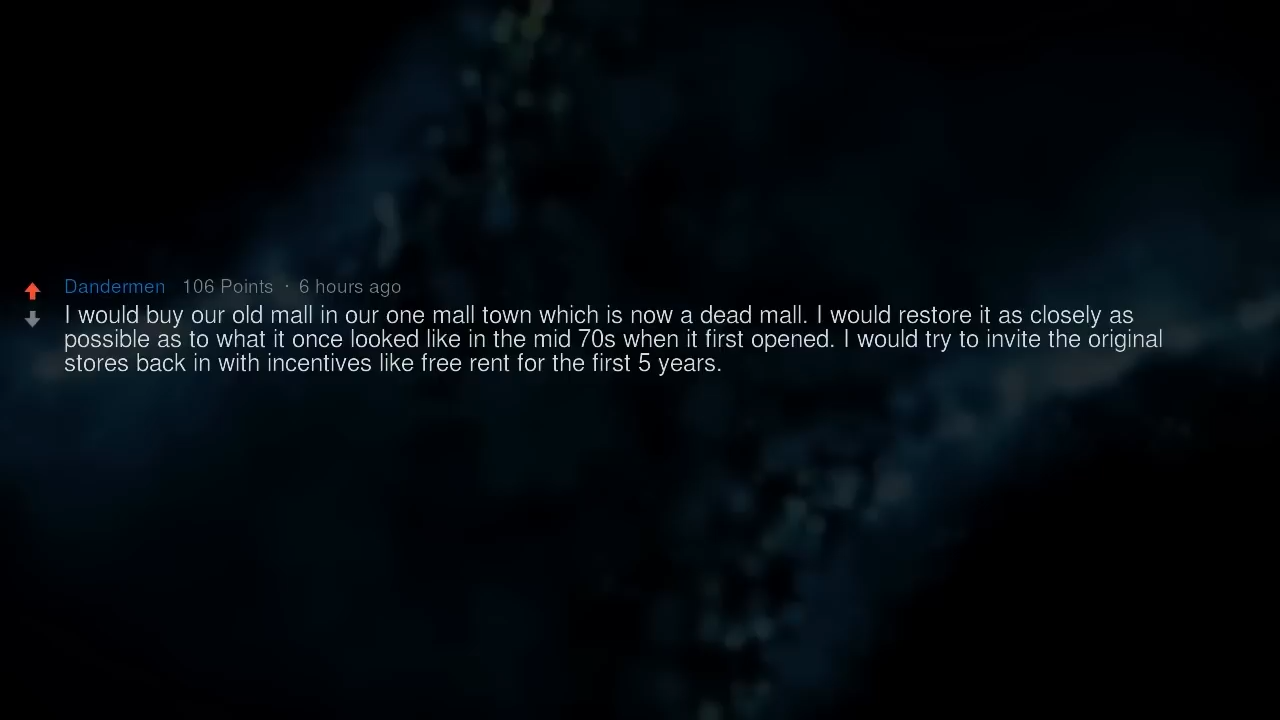 Dandermen 106 Points · 6 hours ago
I would buy our old mall in our one mall town which is now a dead mall. I would restore it as closely as
possible as to what it once looked like in the mid 70s when it first opened. I would try to invite the original
stores back in with incentives like free rent for the first 5 years.